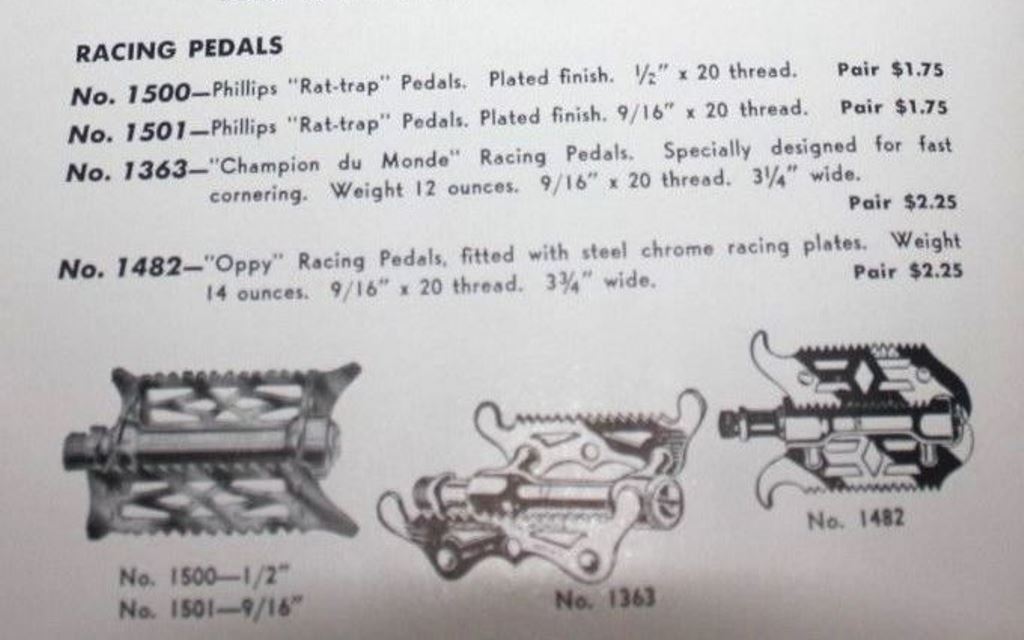 RACING PEDALS
No. 1500—Phillips "Rat-trap" Pedals. Plated finish. ½" x 20 thread. Pair $1.75
No. 1501—Phillips "Rat-trap" Pedals. Plated finish. 9/16" x 20 thread. Pair $1.75
No. 1363—"Champion du Monde" Racing Pedals. Specially designed for fast
cornering. Weight 12 ounces. 9/16" x 20 thread. 3¼" wide.
Pair $2.25
No. 1482—"Oppy" Racing Pedals, fitted with steel chrome racing plates. Weight
14 ounces. 9/16" x 20 thread. 3¾" wide. Pair $2.25
No. 1482
No. 1500—1/2"
No. 1501—9/16"
No. 1363